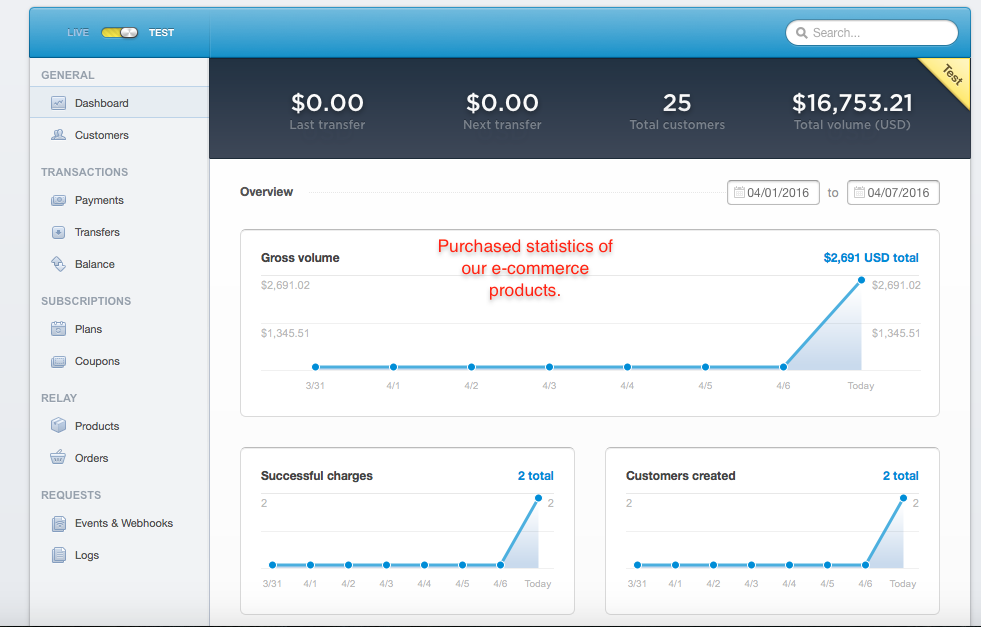 LIVE TEST
Search...
GENERAL
Dashboard
Customers
TRANSACTIONS
Payments
Transfers
Balance
SUBSCRIPTIONS
Plans
Coupons
RELAY
Products
Orders
REQUESTS
Events & Webhooks
Logs
Test
$0.00 $0.00 25 $16,753.21
Last transfer Next transfer Total customers Total volume (USD)
Overview 04/01/2016 to 04/07/2016
Purchased statistics of
our e-commerce
products.
Gross volume $2,691 USD total
$2,691.02 $2,691.02
$1,345.51 $1,345.51
3/31 4/1 4/2 4/3 4/4 4/5 4/6 Today
Successful charges 2 total
2 2
3/31 4/1 4/2 4/3 4/4 4/5 4/6 Today
Customers created 2 total
2 2
3/31 4/1 4/2 4/3 4/4 4/5 4/6 Today